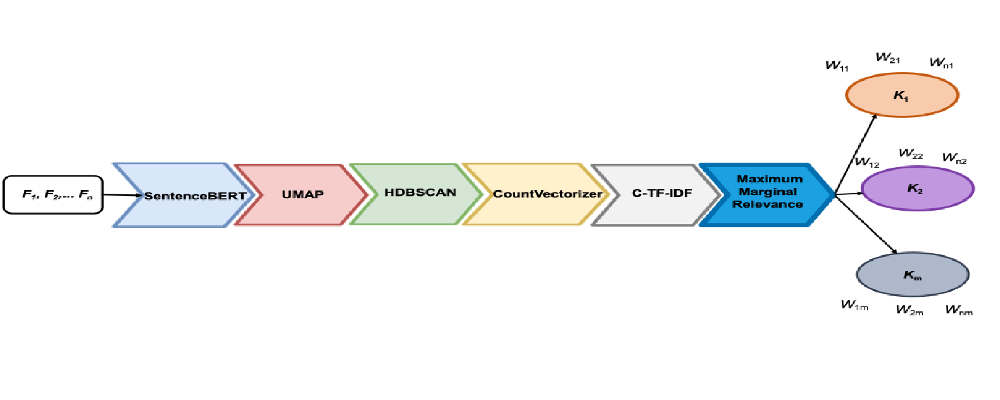 F1, F2,... Fn
SentenceBERT
UMAP
HDBSCAN
CountVectorizer
C-TF-IDF
Maximum
Marginal
Relevance
W11 W21 Wn1
K1
W12 W22 Wn2
K2
Km
W1m W2m Wnm